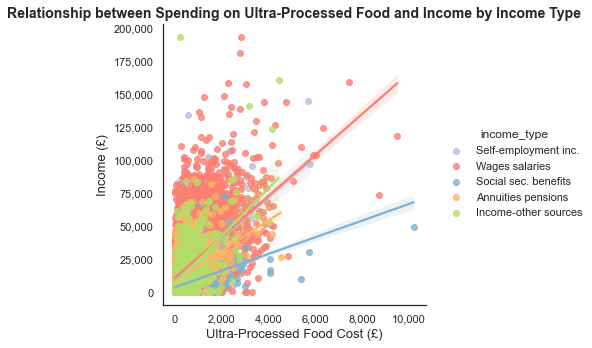 Relationship between Spending on Ultra-Processed Food and Income by Income Type
200,000
175,000
150,000
125,000
100,000
75,000
50,000
25,000
0
Income (£)
0
2,000
4,000
6,000
8,000
10,000
Ultra-Processed Food Cost (£)
income_type
Self-employment inc.
Wages salaries
Social sec. benefits
Annuities pensions
Income-other sources